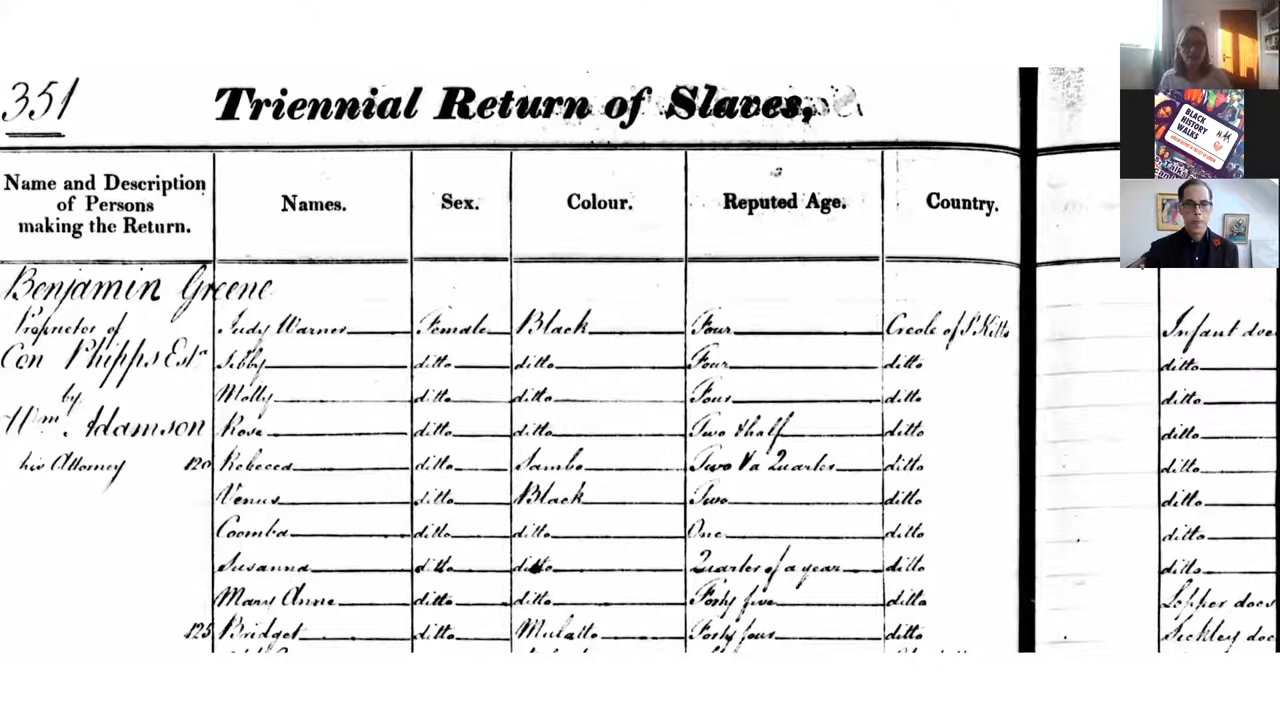 351
Triennial Return of Slaves,
Name and Description of Persons making the Return. Names. Sex. Colour. Reputed Age. Country.
Benjamin Greene
Proprietor of Judy Warner Female Black Four Creole of St Kitts Infant does
Con Phipps Est. Sibby ditto ditto Four ditto ditto
by Molly ditto ditto Four ditto ditto
Wm. Adamson Rose ditto ditto Two & half ditto ditto
his Attorney 120 Rebecca ditto Sambo Two & a Quarter ditto ditto
Venus ditto Black Two ditto ditto
Coomba ditto ditto One ditto ditto
Susanna ditto ditto Quarter of a year ditto ditto
Mary Anne ditto ditto Forty five ditto Lepper does
125 Bridget ditto Mulatto Forty four ditto Sickley doe
BLACK
HISTORY
WALKS